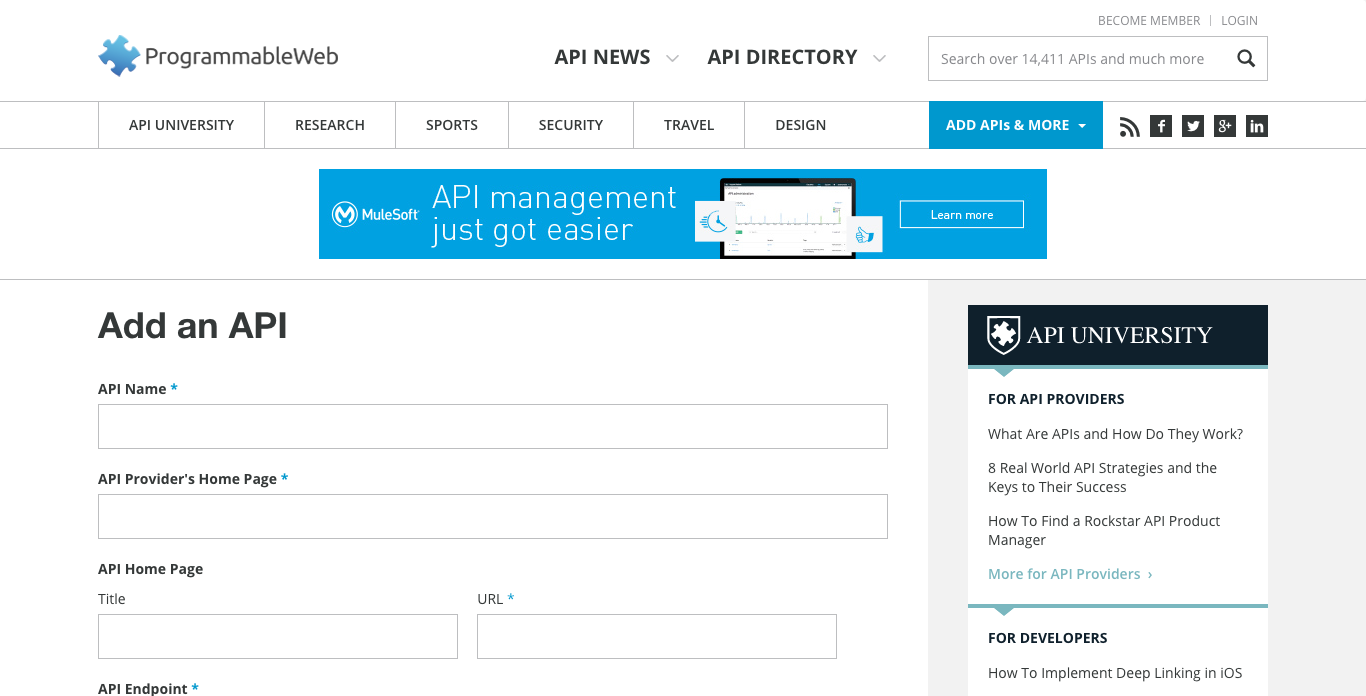 BECOME MEMBER
LOGIN
ProgrammableWeb
API NEWS
API DIRECTORY
Search over 14,411 APIs and much more
API UNIVERSITY
RESEARCH
SPORTS
SECURITY
TRAVEL
DESIGN
ADD APIs & MORE
MuleSoft
API management
just got easier
Learn more
Add an API
API Name *
API Provider's Home Page *
API Home Page
Title
URL *
API Endpoint *
API UNIVERSITY
FOR API PROVIDERS
What Are APIs and How Do They Work?
8 Real World API Strategies and the
Keys to Their Success
How To Find a Rockstar API Product
Manager
More for API Providers ›
FOR DEVELOPERS
How To Implement Deep Linking in iOS